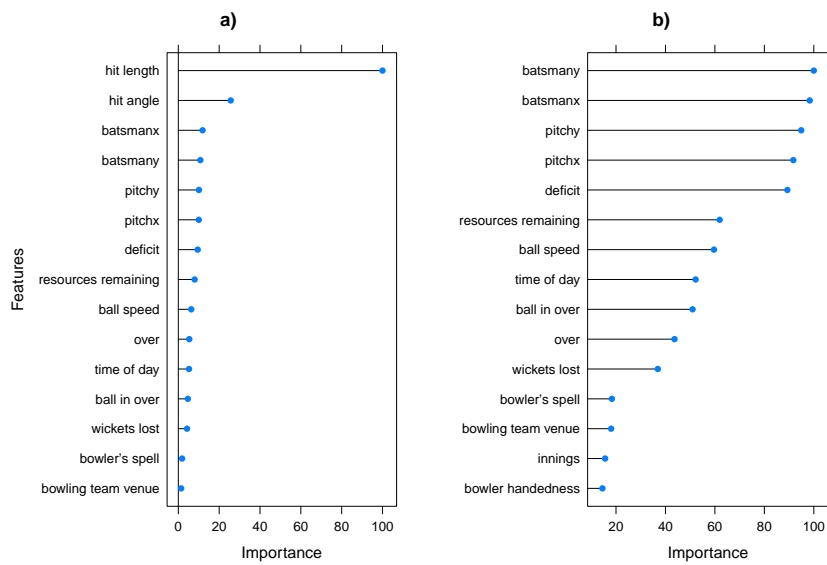 a)
hit length
hit angle
batsmanx
batsmany
pitchy
pitchx
deficit
resources remaining
ball speed
over
time of day
ball in over
wickets lost
bowler's spell
bowling team venue
Features
0 20 40 60 80 100
Importance
b)
batsmany
batsmanx
pitchy
pitchx
deficit
resources remaining
ball speed
time of day
ball in over
over
wickets lost
bowler's spell
bowling team venue
innings
bowler handedness
20 40 60 80 100
Importance